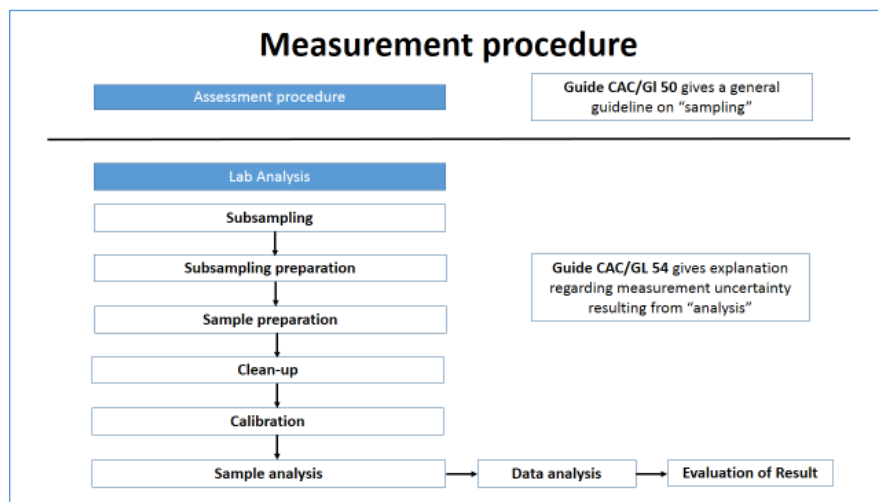 Measurement procedure
Assessment procedure
Guide CAC/Gl 50 gives a general
guideline on “sampling”
Lab Analysis
Subsampling
Subsampling preparation
Guide CAC/GL 54 gives explanation
regarding measurement uncertainty
resulting from “analysis”
Sample preparation
Clean-up
Calibration
Sample analysis
Data analysis
Evaluation of Result